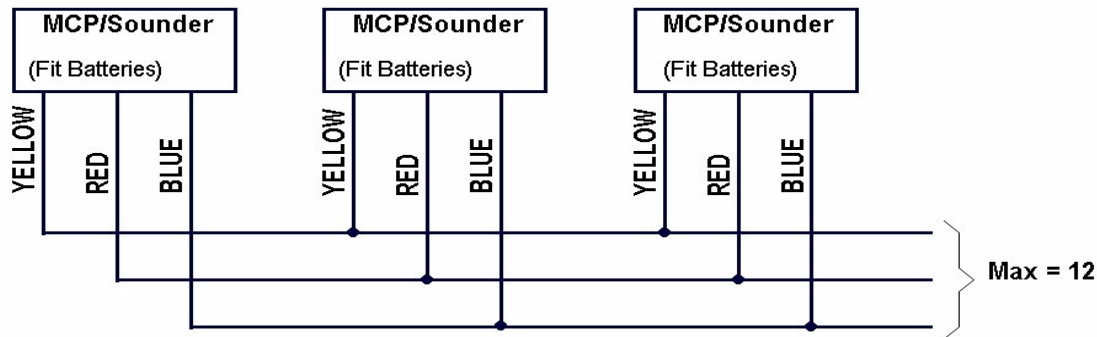 MCP/Sounder
(Fit Batteries)
YELLOW
RED
BLUE
MCP/Sounder
(Fit Batteries)
YELLOW
RED
BLUE
MCP/Sounder
(Fit Batteries)
YELLOW
RED
BLUE
Max = 12